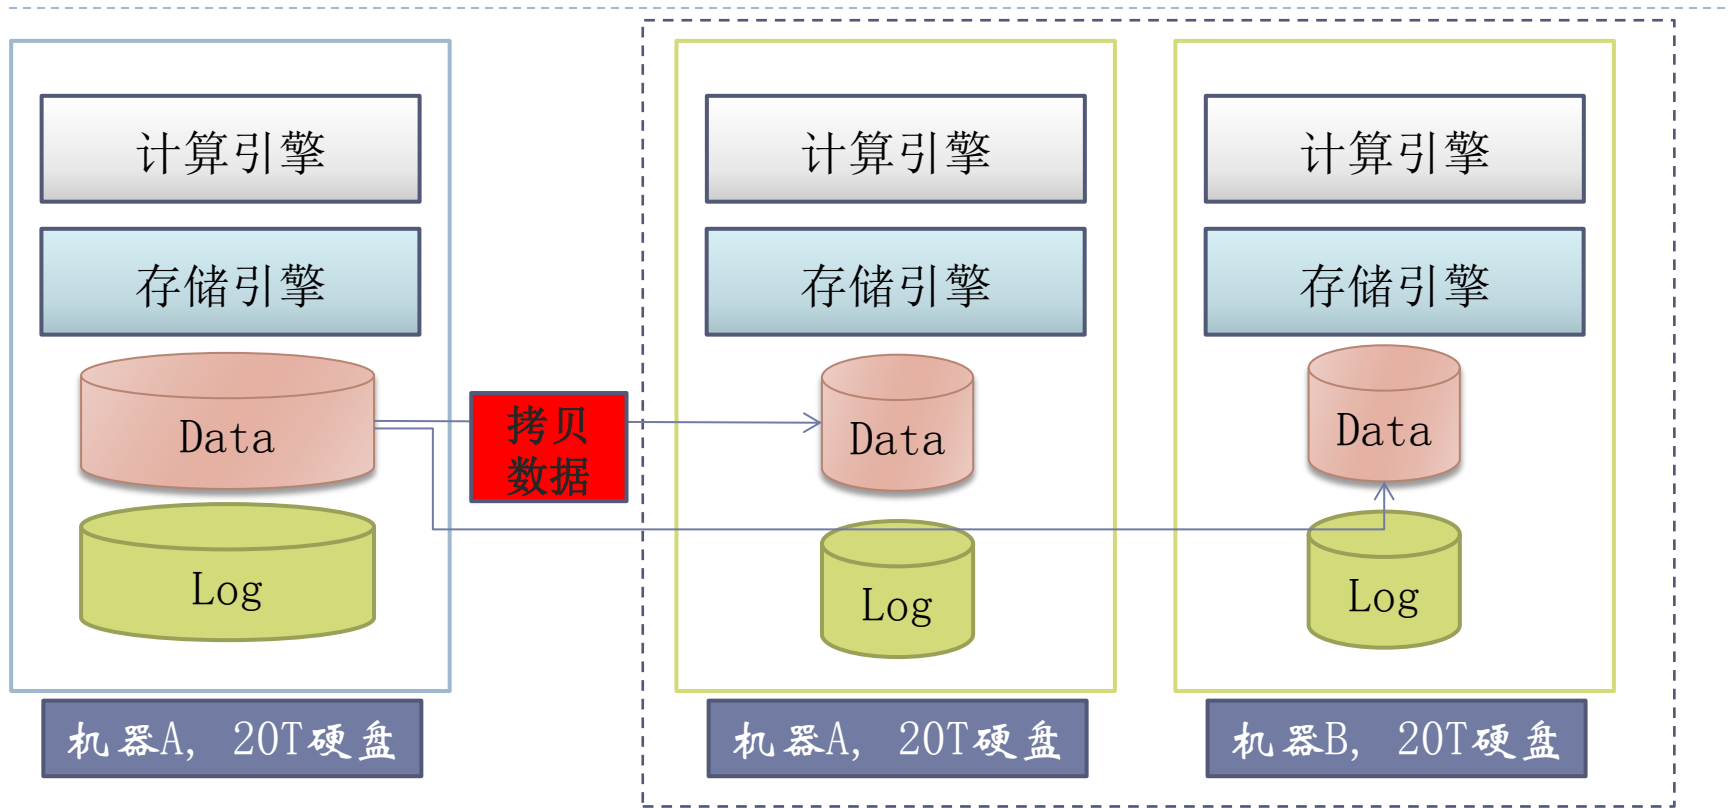 计算引擎
存储引擎
Data
Log
机器A, 20T硬盘
拷贝
数据
计算引擎
存储引擎
Data
Log
机器A, 20T硬盘
计算引擎
存储引擎
Data
Log
机器B, 20T硬盘